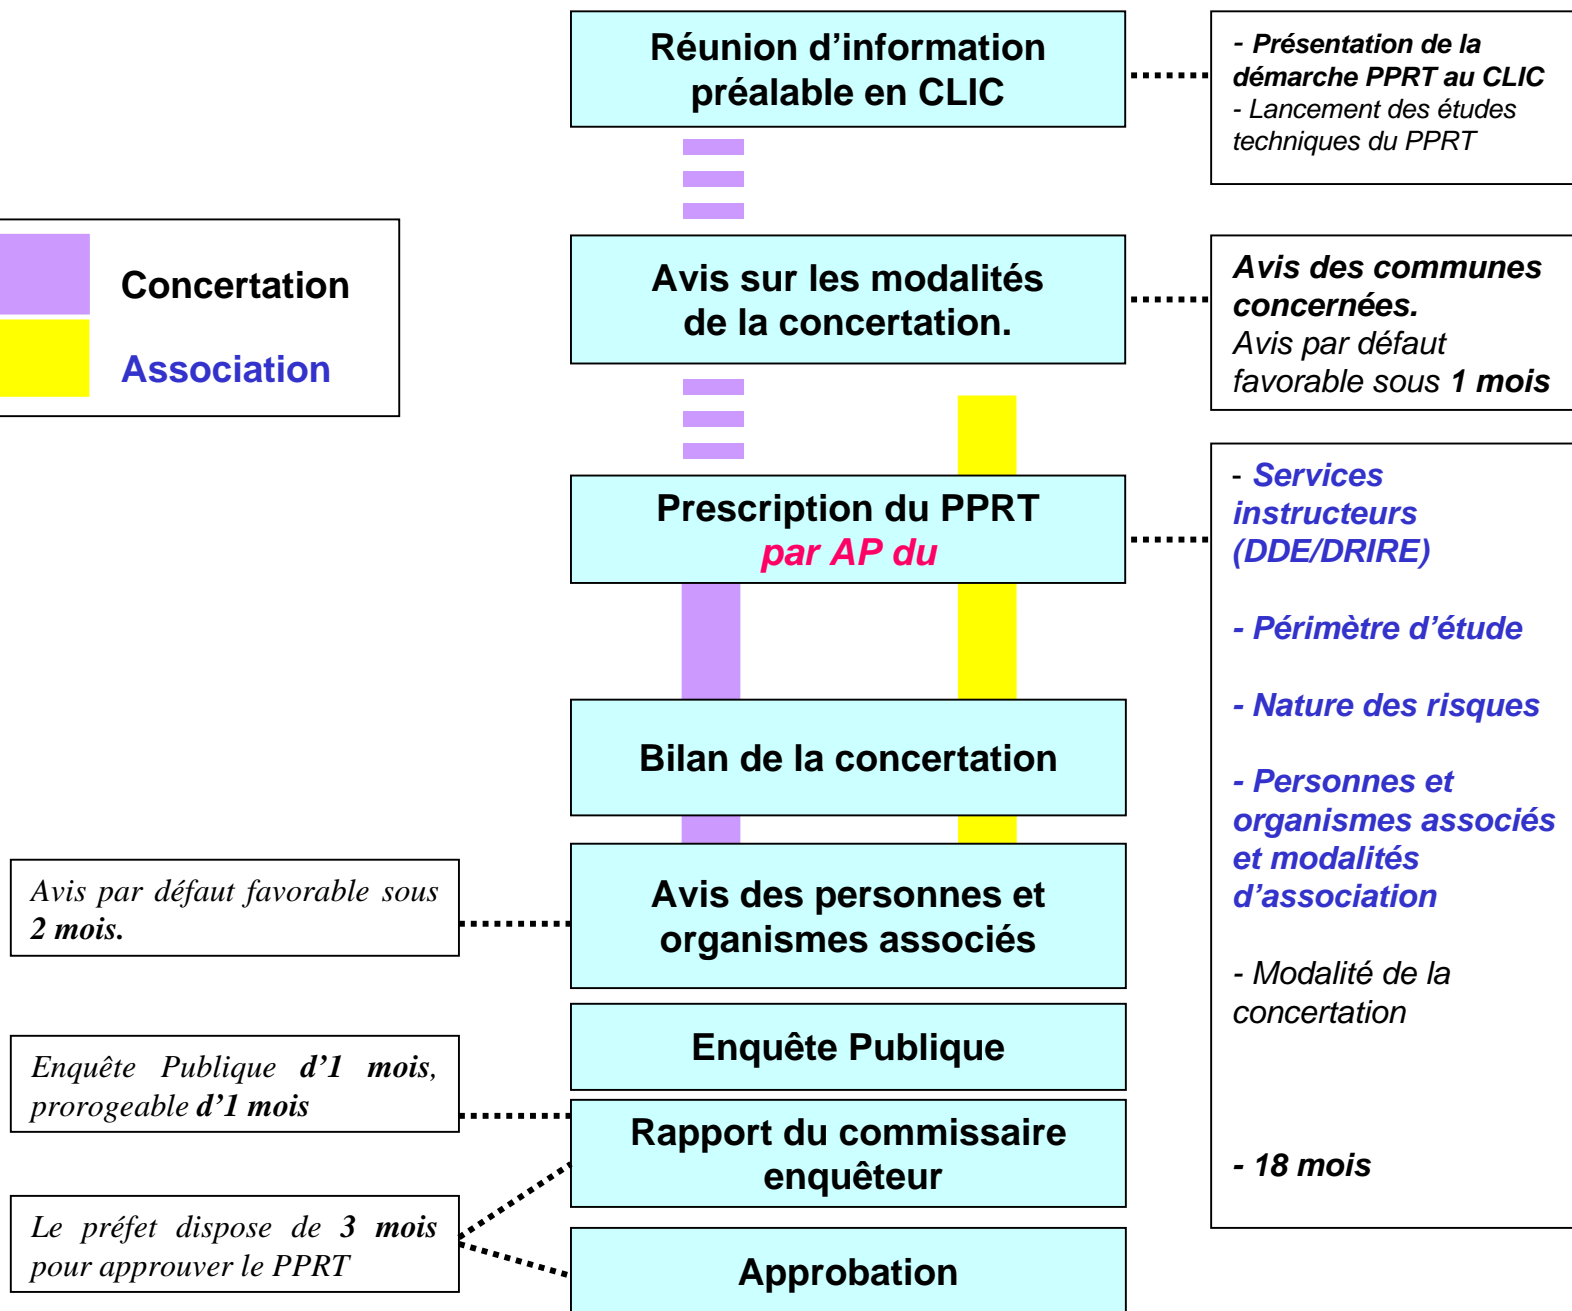 Réunion d’information
préalable en CLIC
- Présentation de la
démarche PPRT au CLIC
- Lancement des études
techniques du PPRT
Concertation
Association
Avis sur les modalités
de la concertation.
Avis des communes
concernées.
Avis par défaut
favorable sous 1 mois
Prescription du PPRT
par AP du
- Services
instructeurs
(DDE/DRIRE)
- Périmètre d’étude
- Nature des risques
- Personnes et
organismes associés
et modalités
d’association
- Modalité de la
concertation
- 18 mois
Bilan de la concertation
Avis des personnes et
organismes associés
Avis par défaut favorable sous
2 mois.
Enquête Publique
Enquête Publique d’1 mois,
prorogeable d’1 mois
Rapport du commissaire
enquêteur
Le préfet dispose de 3 mois
pour approuver le PPRT
Approbation